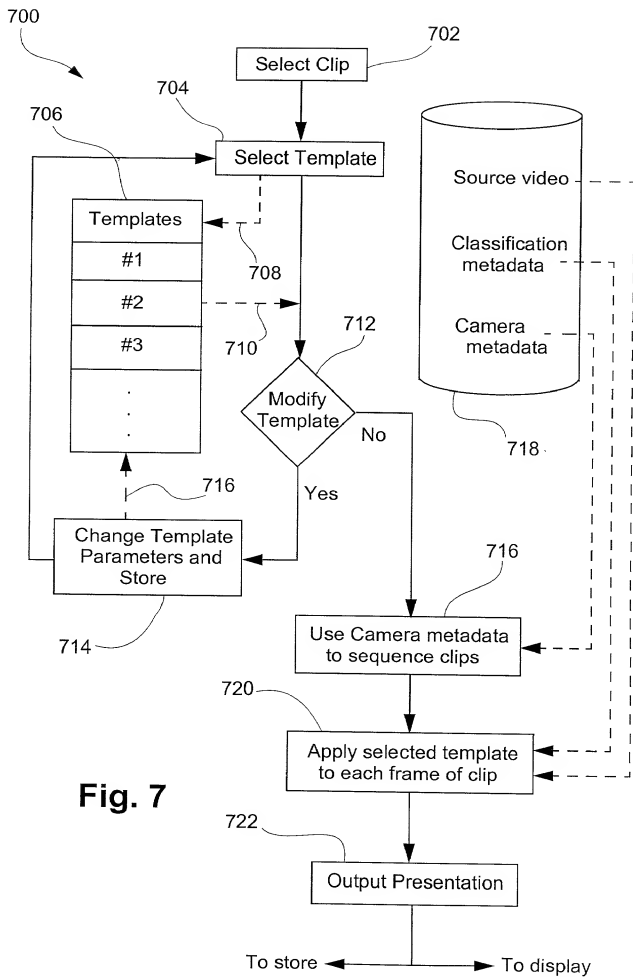 700
702
Select Clip
704
706
Select Template
Source video
Templates
708
Classification
metadata
#1
#2
710
712
Camera
metadata
#3
Modify
Template
.
.
.
No
718
716
Yes
Change Template
Parameters and
Store
716
714
Use Camera metadata
to sequence clips
720
Apply selected template
to each frame of clip
Fig. 7
722
Output Presentation
To store
To display